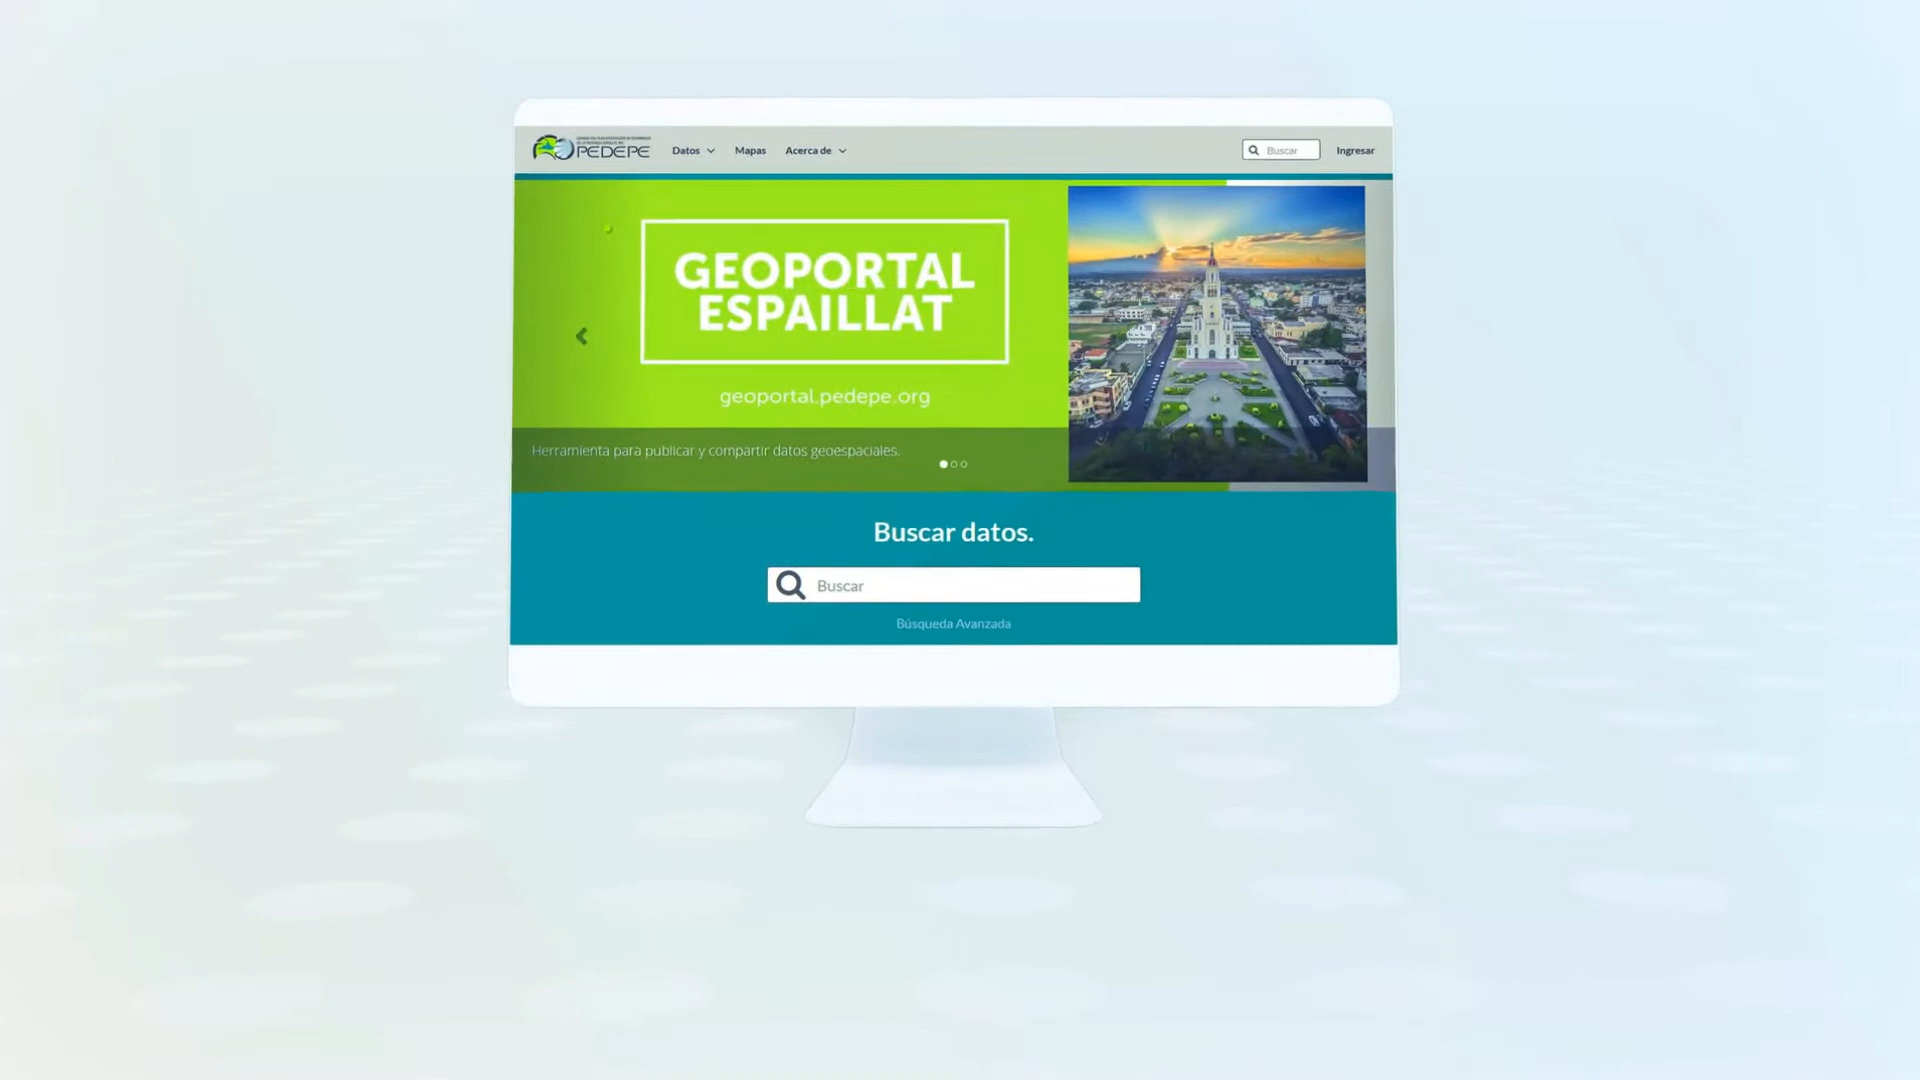 PEDEPE
Datos
Mapas
Acerca de
Buscar
Ingresar
GEOPORTAL
ESPAILLAT
geoportal.pedepe.org
Herramienta para publicar y compartir datos geoespaciales.
Buscar datos.
Buscar
Búsqueda Avanzada